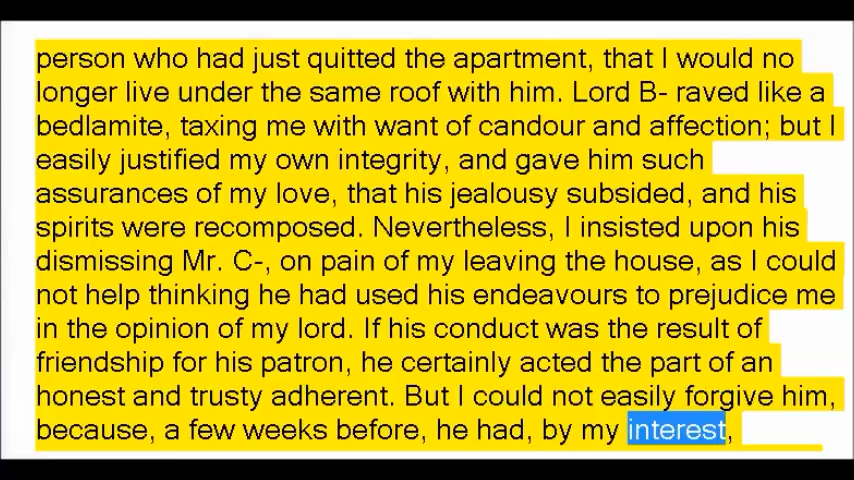 person who had just quitted the apartment, that I would no
longer live under the same roof with him. Lord B- raved like a
bedlamite, taxing me with want of candour and affection; but I
easily justified my own integrity, and gave him such
assurances of my love, that his jealousy subsided, and his
spirits were recomposed. Nevertheless, I insisted upon his
dismissing Mr. C-, on pain of my leaving the house, as I could
not help thinking he had used his endeavours to prejudice me
in the opinion of my lord. If his conduct was the result of
friendship for his patron, he certainly acted the part of an
honest and trusty adherent. But I could not easily forgive him,
because, a few weeks before, he had, by my interest,